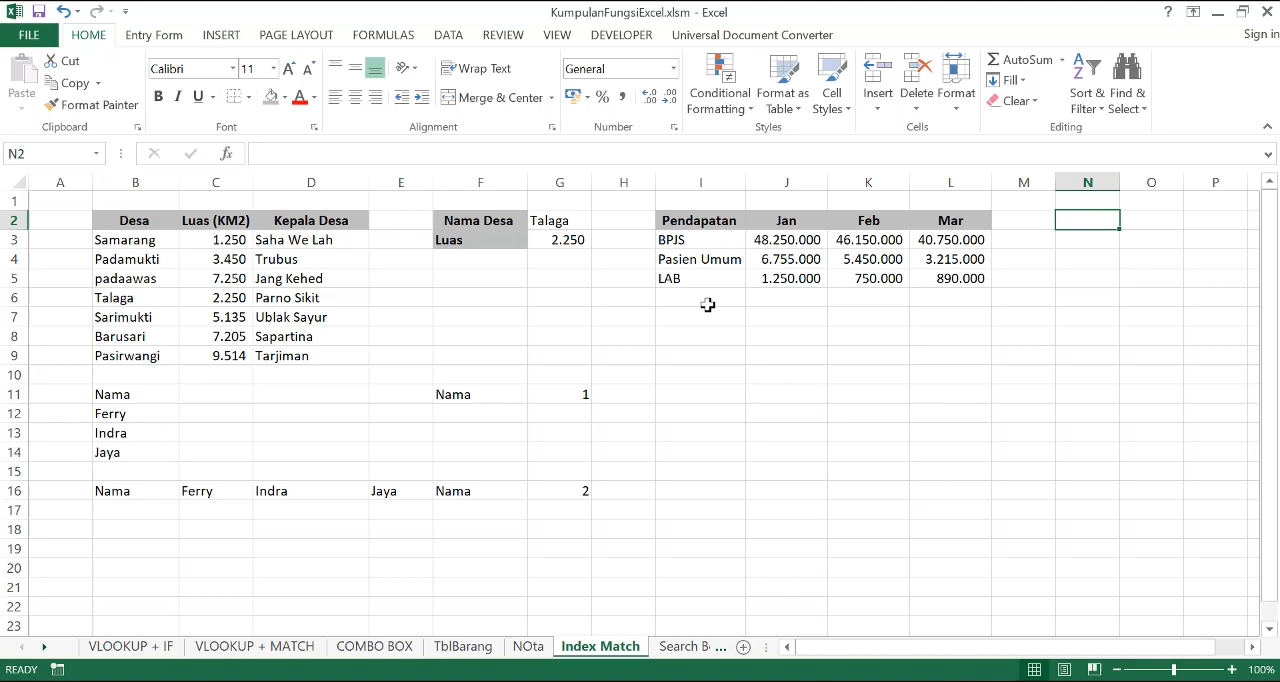 KumpulanFungsiExcel.xlsm - Excel
Sign in
FILE HOME Entry Form INSERT PAGE LAYOUT FORMULAS DATA REVIEW VIEW DEVELOPER Universal Document Converter
Paste Cut Copy Format Painter Clipboard
Calibri 11 B I U Font
Wrap Text Merge & Center Alignment
General % Number
Conditional Formatting Format as Table Cell Styles Styles
Insert Delete Format Cells
AutoSum Fill Clear Sort & Filter Find & Select Editing
N2 fx
A B C D E F G H I J K L M N O P
1
2 Desa Luas (KM2) Kepala Desa Nama Desa Talaga Pendapatan Jan Feb Mar
3 Samarang 1.250 Saha We Lah Luas 2.250 BPJS 48.250.000 46.150.000 40.750.000
4 Padamukti 3.450 Trubus Pasien Umum 6.755.000 5.450.000 3.215.000
5 padaawas 7.250 Jang Kehed LAB 1.250.000 750.000 890.000
6 Talaga 2.250 Parno Sikit
7 Sarimukti 5.135 Ublak Sayur
8 Barusari 7.205 Sapartina
9 Pasirwangi 9.514 Tarjiman
10
11 Nama Nama 1
12 Ferry
13 Indra
14 Jaya
15
16 Nama Ferry Indra Jaya Nama 2
17
18
19
20
21
22
23
VLOOKUP + IF VLOOKUP + MATCH COMBO BOX TblBarang NOta Index Match Search B ...
READY 100%